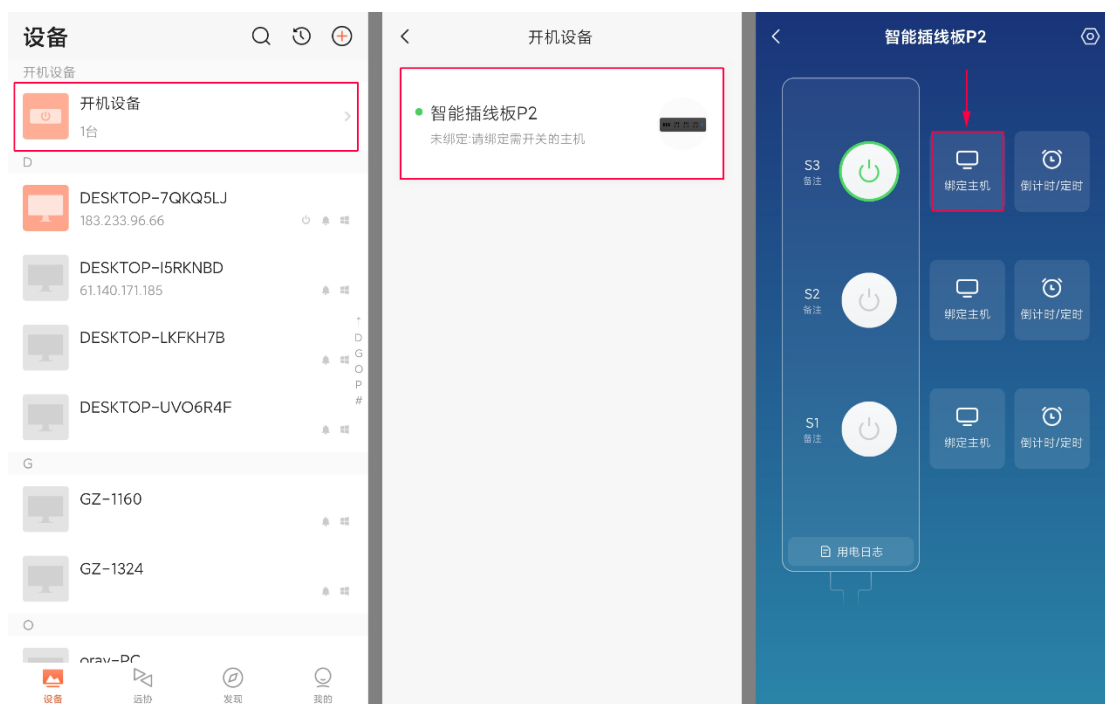 设备
开机设备
开机设备
1台
D
DESKTOP-7QKQ5LJ
183.233.96.66
DESKTOP-I5RKNBD
61.140.171.185
DESKTOP-LKFKH7B
DESKTOP-UVO6R4F
G
GZ-1160
GZ-1324
O
oray-PC
↑
D
G
O
P
#
设备
远协
发现
我的
开机设备
智能插线板P2
未绑定:请绑定需开关的主机
智能插线板P2
S3
备注
绑定主机
倒计时/定时
S2
备注
绑定主机
倒计时/定时
S1
备注
绑定主机
倒计时/定时
用电日志